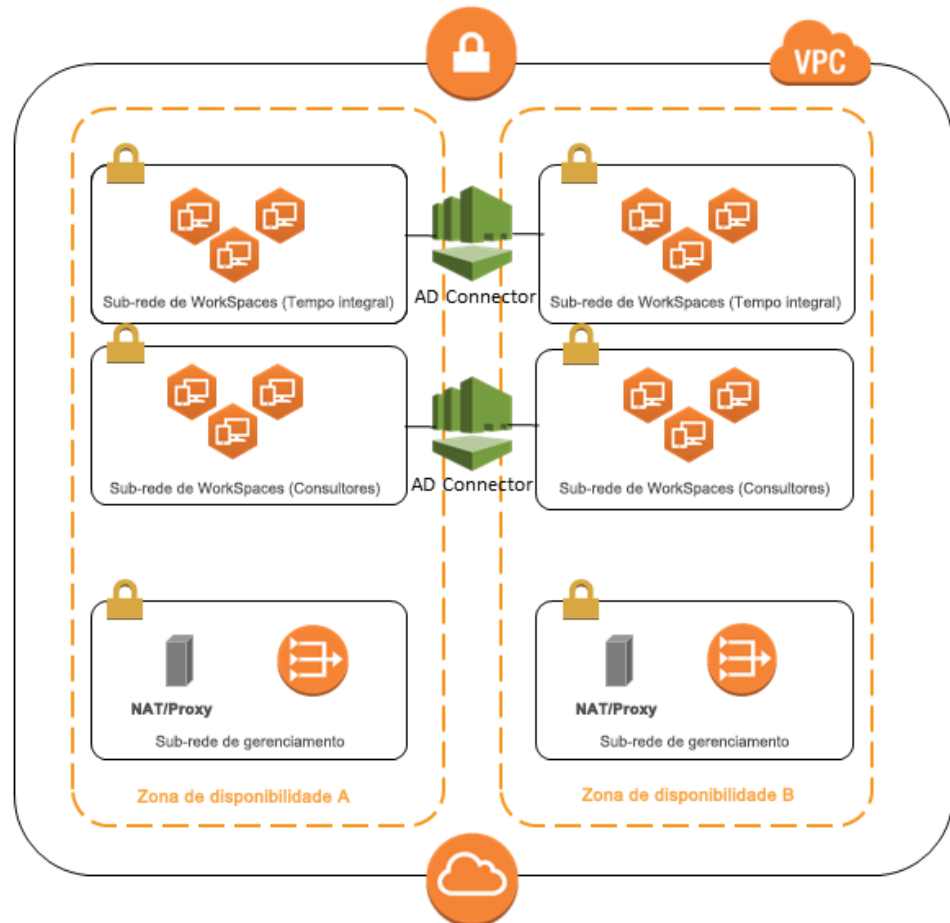 VPC
Sub-rede de WorkSpaces (Tempo integral)
AD Connector
Sub-rede de WorkSpaces (Tempo integral)
Sub-rede de WorkSpaces (Consultores)
AD Connector
Sub-rede de WorkSpaces (Consultores)
NAT/Proxy
Sub-rede de gerenciamento
NAT/Proxy
Sub-rede de gerenciamento
Zona de disponibilidade A
Zona de disponibilidade B